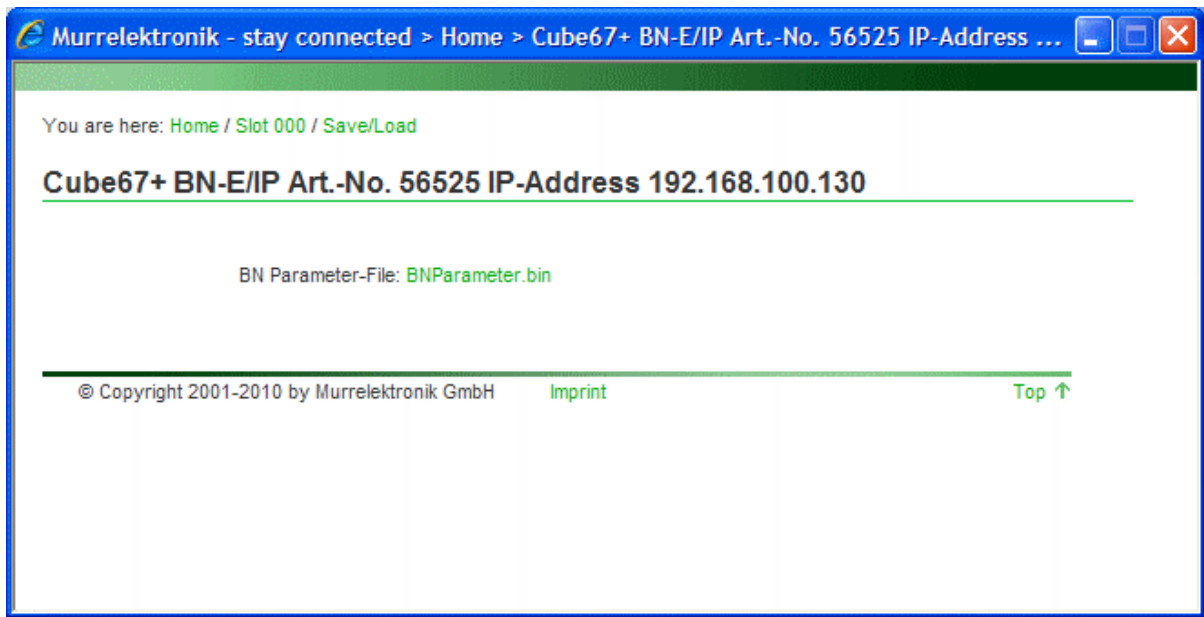 Murrelektronik - stay connected > Home > Cube67+ BN-E/IP Art.-No. 56525 IP-Address ...
You are here: Home / Slot 000 / Save/Load
Cube67+ BN-E/IP Art.-No. 56525 IP-Address 192.168.100.130
BN Parameter-File: BNParameter.bin
© Copyright 2001-2010 by Murrelektronik GmbH Imprint Top ↑